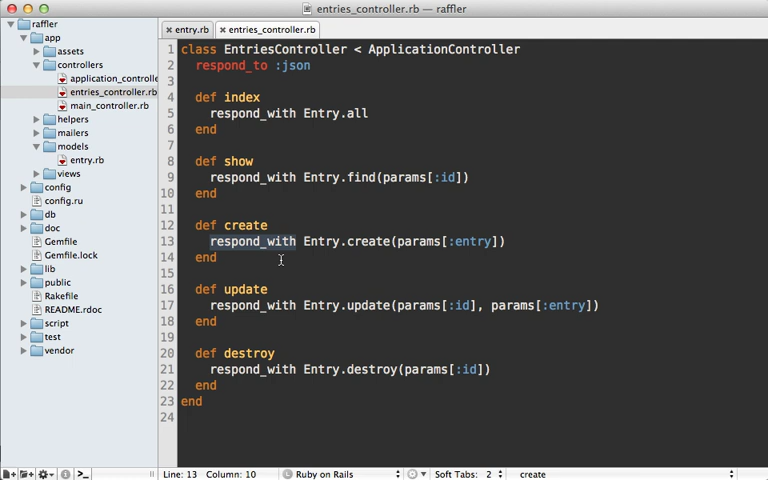 entries_controller.rb — raffler
raffler
app
assets
controllers
application_controlle
entries_controller.rb
main_controller.rb
helpers
mailers
models
entry.rb
views
config
config.ru
db
doc
Gemfile
Gemfile.lock
lib
public
Rakefile
README.rdoc
script
test
vendor
entry.rb
entries_controller.rb
1 class EntriesController < ApplicationController
2 respond_to :json
3
4 def index
5 respond_with Entry.all
6 end
7
8 def show
9 respond_with Entry.find(params[:id])
10 end
11
12 def create
13 respond_with Entry.create(params[:entry])
14 end
15
16 def update
17 respond_with Entry.update(params[:id], params[:entry])
18 end
19
20 def destroy
21 respond_with Entry.destroy(params[:id])
22 end
23 end
24
Line: 13 Column: 10 Ruby on Rails Soft Tabs: 2 create